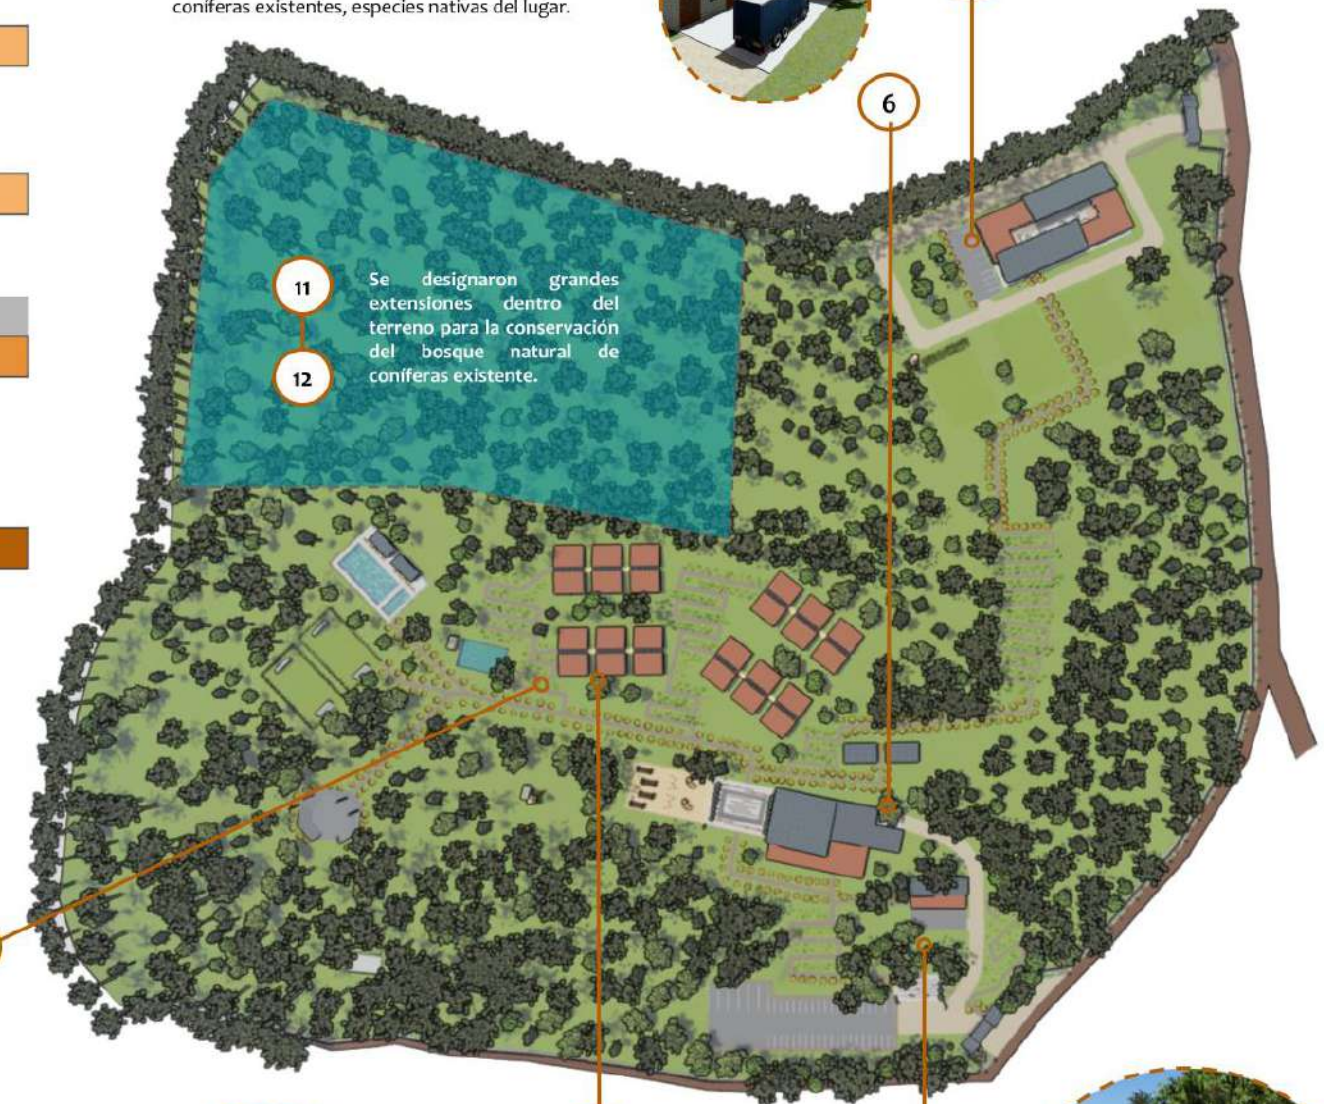 coníferas existentes, especies nativas del lugar.
6
11
12
Se designaron grandes
extensiones dentro del
terreno para la conservación
del bosque natural de
coníferas existente.